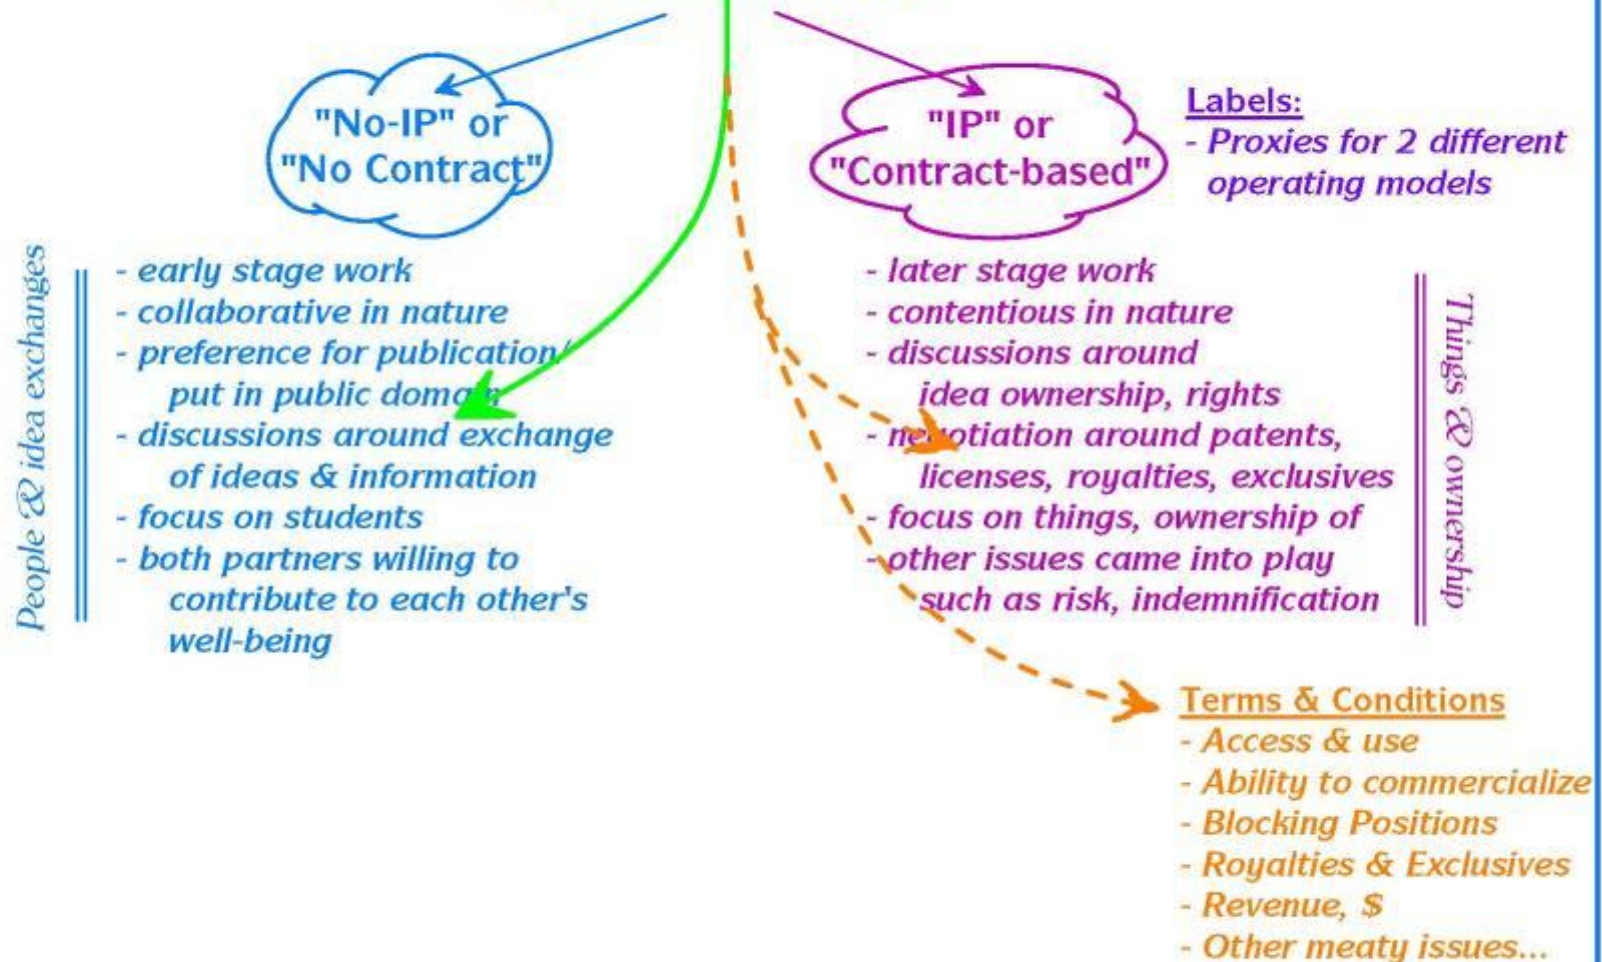 "No-IP" or
"No Contract"
"IP" or
"Contract-based"
Labels:
- Proxies for 2 different
operating models
People & idea exchanges
- early stage work
- collaborative in nature
- preference for publication/
put in public domain
- discussions around exchange
of ideas & information
- focus on students
- both partners willing to
contribute to each other's
well-being
- later stage work
- contentious in nature
- discussions around
idea ownership, rights
- negotiation around patents,
licenses, royalties, exclusives
- focus on things, ownership of
- other issues came into play
such as risk, indemnification
Things & ownership
Terms & Conditions
- Access & use
- Ability to commercialize
- Blocking Positions
- Royalties & Exclusives
- Revenue, $
- Other meaty issues...